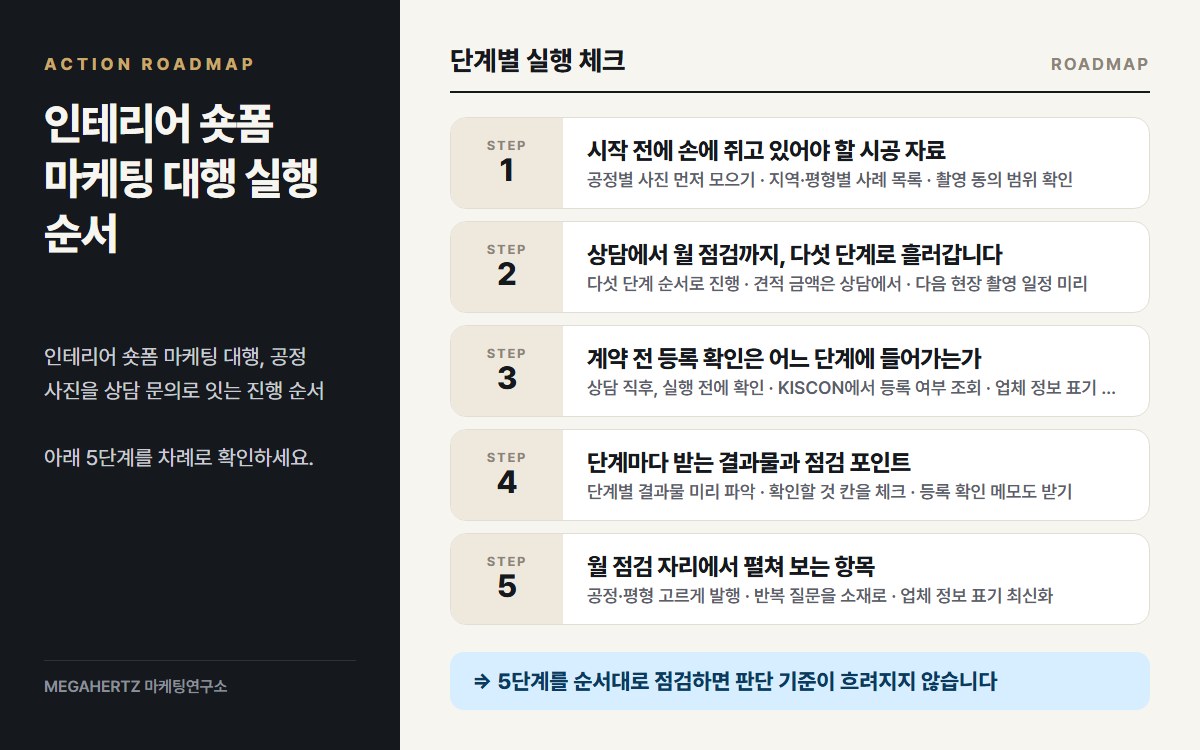 ACTION ROADMAP
인테리어 숏폼
마케팅 대행 실행
순서
인테리어 숏폼 마케팅 대행, 공정
사진을 상담 문의로 잇는 진행 순서
아래 5단계를 차례로 확인하세요.
MEGAHERTZ 마케팅연구소
단계별 실행 체크
ROADMAP
STEP
1
시작 전에 손에 쥐고 있어야 할 시공 자료
공정별 사진 먼저 모으기 · 지역·평형별 사례 목록 · 촬영 동의 범위 확인
STEP
2
상담에서 월 점검까지, 다섯 단계로 흘러갑니다
다섯 단계 순서로 진행 · 견적 금액은 상담에서 · 다음 현장 촬영 일정 미리
STEP
3
계약 전 등록 확인은 어느 단계에 들어가는가
상담 직후, 실행 전에 확인 · KISCON에서 등록 여부 조회 · 업체 정보 표기 ...
STEP
4
단계마다 받는 결과물과 점검 포인트
단계별 결과물 미리 파악 · 확인할 것 칸을 체크 · 등록 확인 메모도 받기
STEP
5
월 점검 자리에서 펼쳐 보는 항목
공정·평형 고르게 발행 · 반복 질문을 소재로 · 업체 정보 표기 최신화
→ 5단계를 순서대로 점검하면 판단 기준이 흐려지지 않습니다